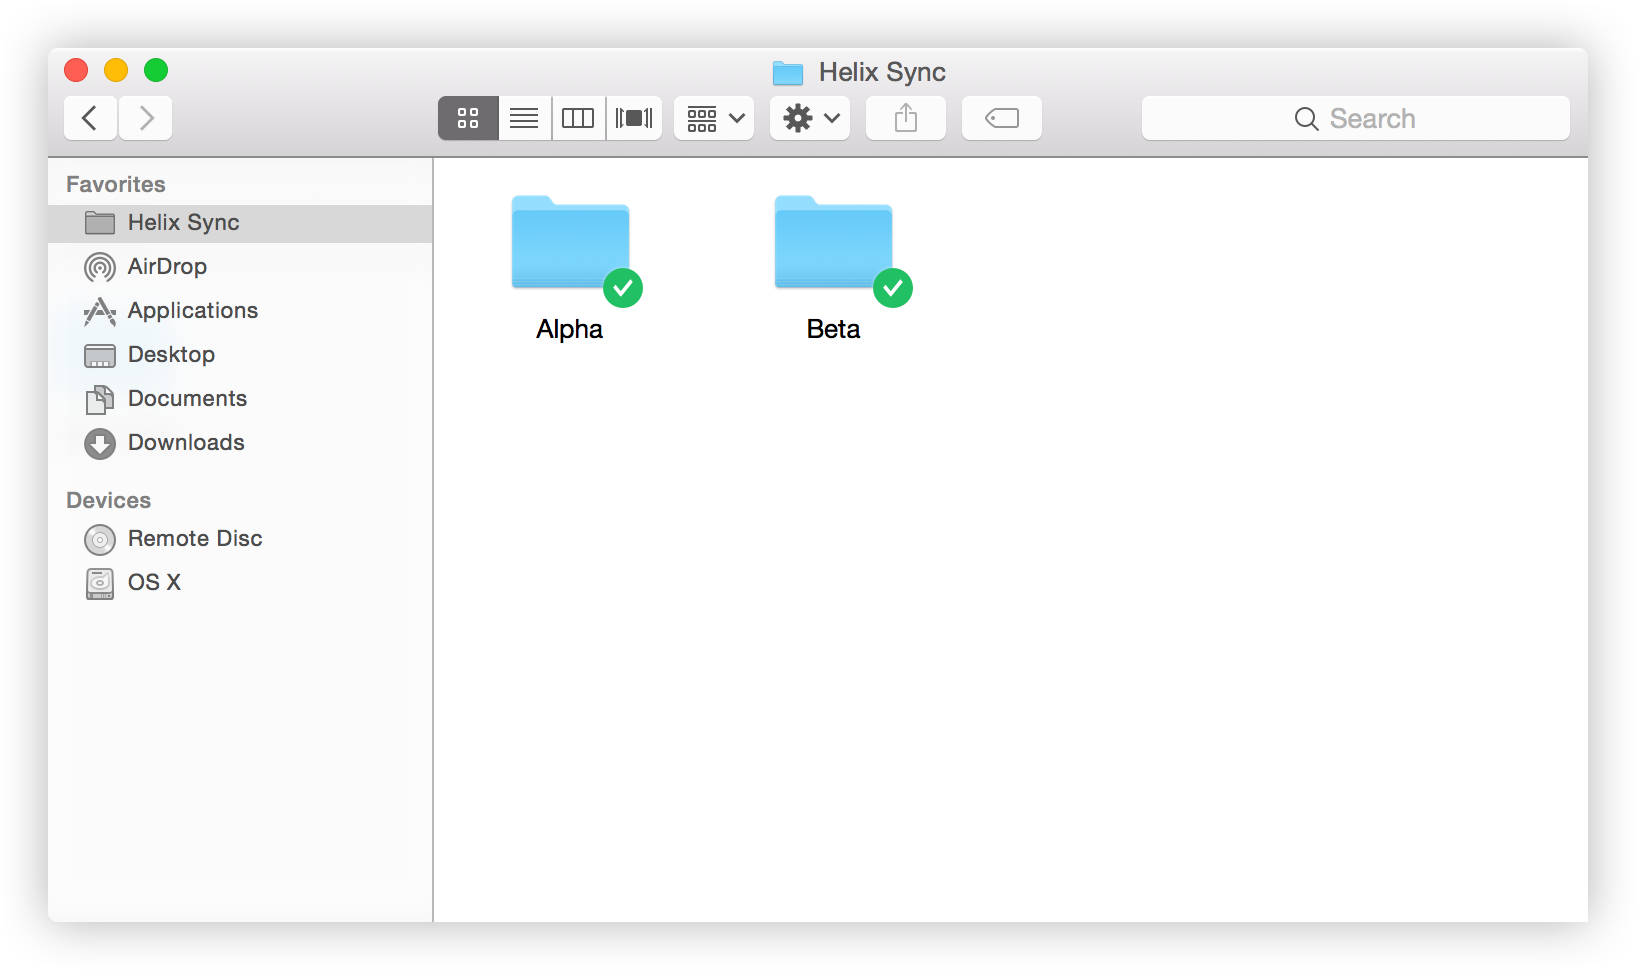 Helix Sync
Search
Favorites
Helix Sync
AirDrop
Applications
Desktop
Documents
Downloads
Devices
Remote Disc
OS X
Alpha
Beta